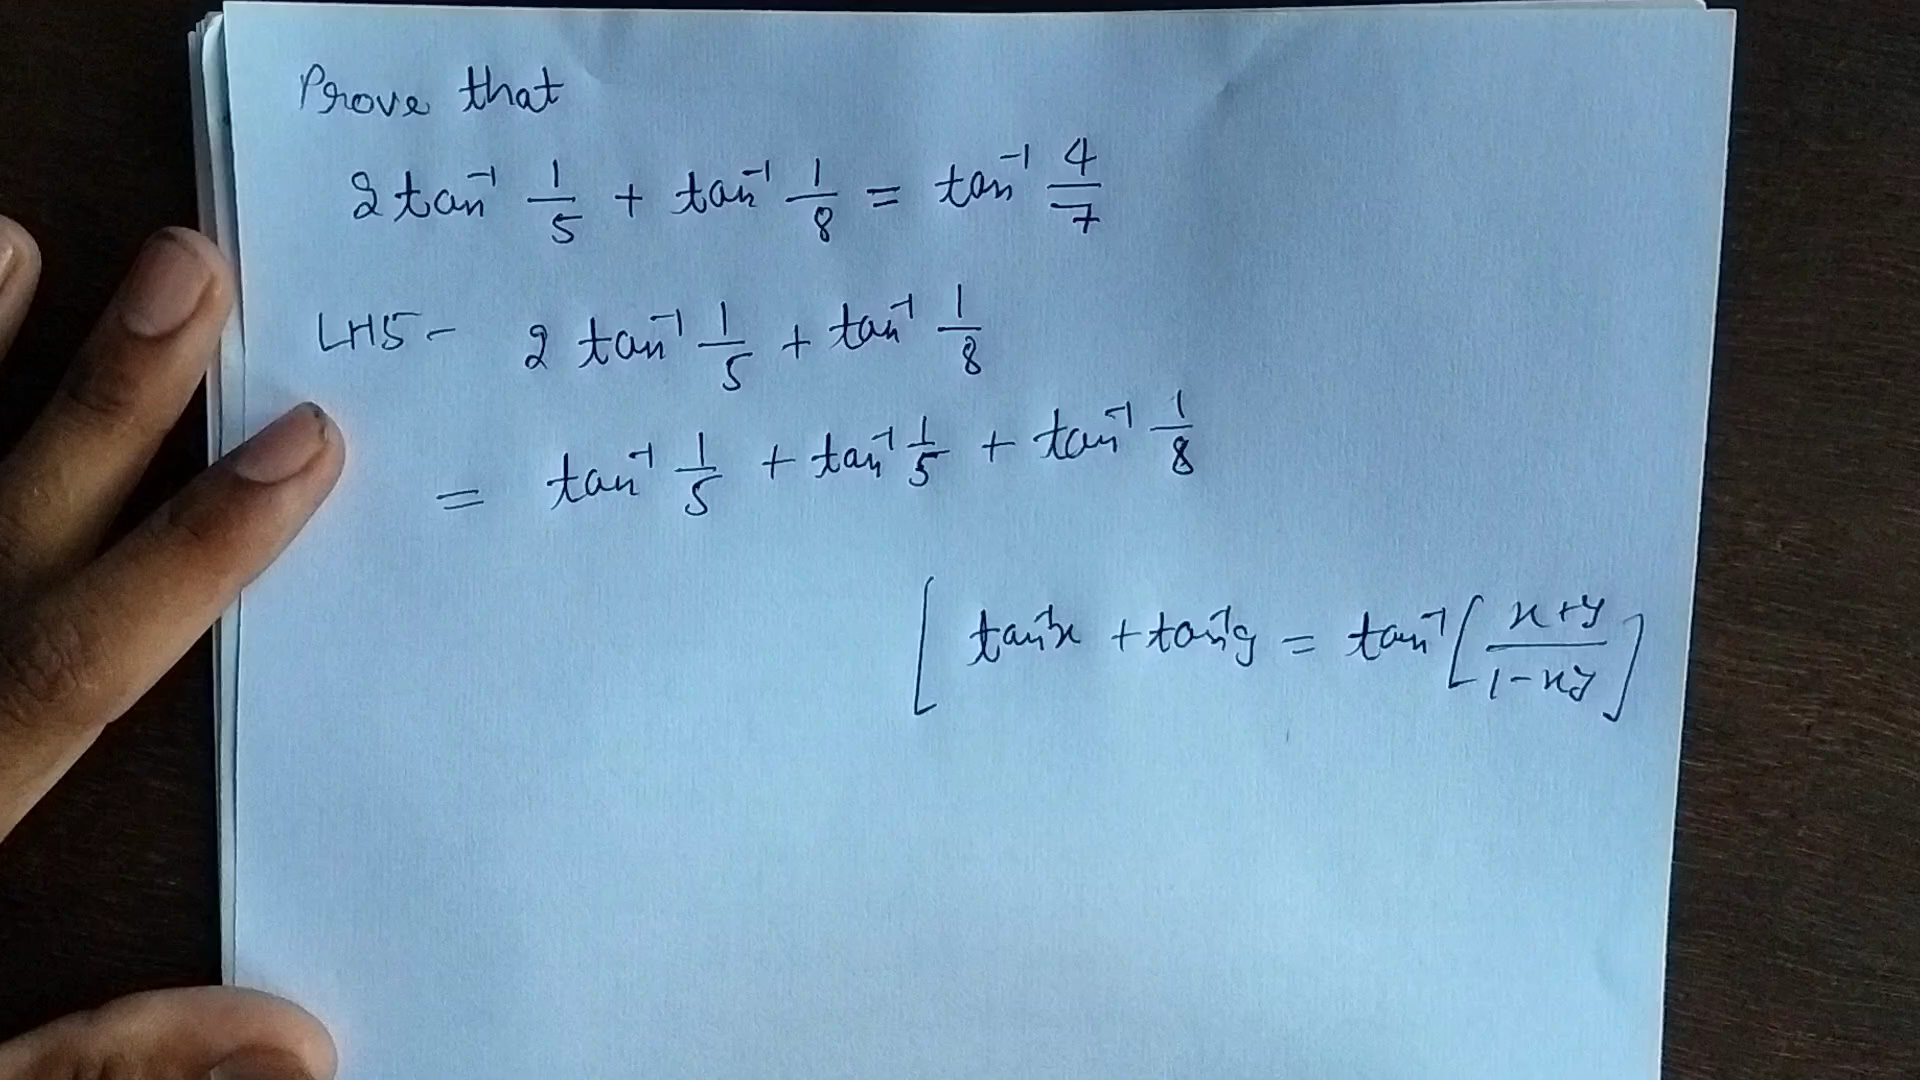 Prove that
2 tan⁻¹ 1/5 + tan⁻¹ 1/8 = tan⁻¹ 4/7
LHS - 2 tan⁻¹ 1/5 + tan⁻¹ 1/8
= tan⁻¹ 1/5 + tan⁻¹ 1/5 + tan⁻¹ 1/8
[ tan⁻¹x + tan⁻¹y = tan⁻¹ [ x+y / 1-xy ]